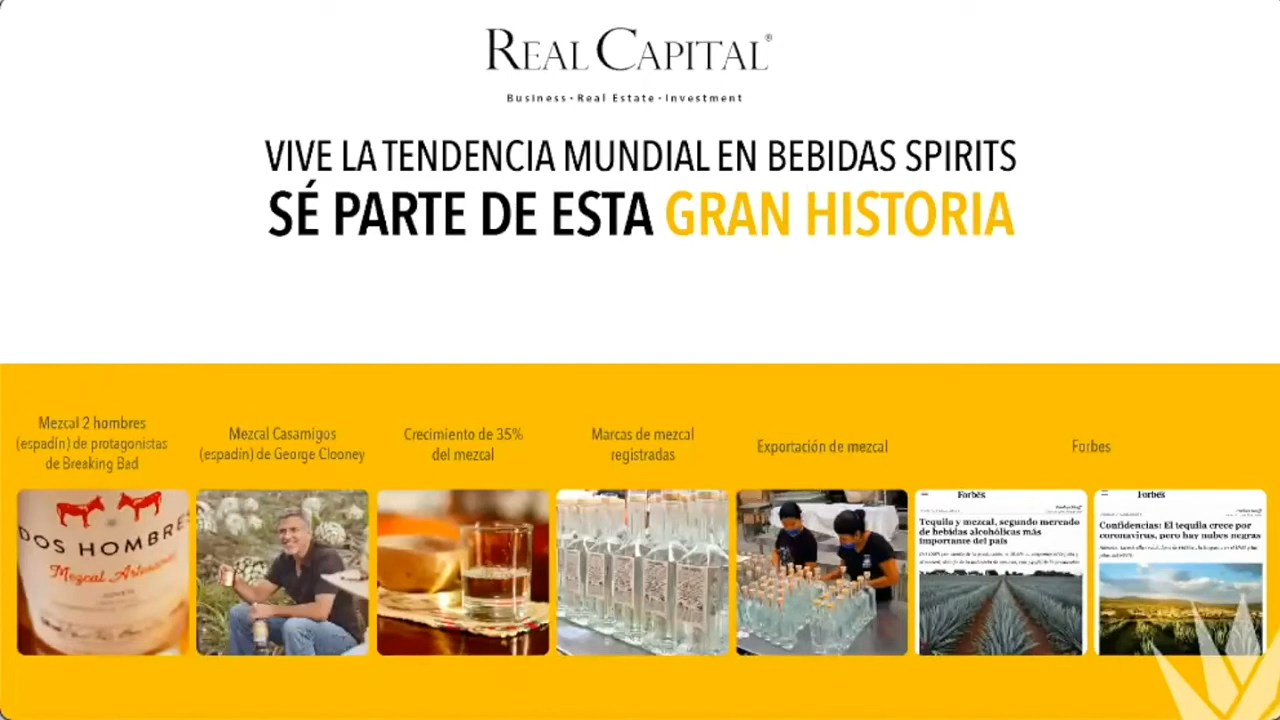 REAL CAPITAL®
Business · Real Estate · Investment
VIVE LA TENDENCIA MUNDIAL EN BEBIDAS SPIRITS
SÉ PARTE DE ESTA GRAN HISTORIA
Mezcal 2 hombres
(espadín) de protagonistas
de Breaking Bad
Mezcal Casamigos
(espadín) de George Clooney
Crecimiento de 35%
del mezcal
Marcas de mezcal
registradas
Exportación de mezcal
Forbes
DOS HOMBRES
Mezcal Artesanal
Forbes
Tequila y mezcal, segundo mercado
de bebidas alcohólicas más
importante del país
Forbes
Confidencias: El tequila crece por
coronavirus, pero hay nubes negras